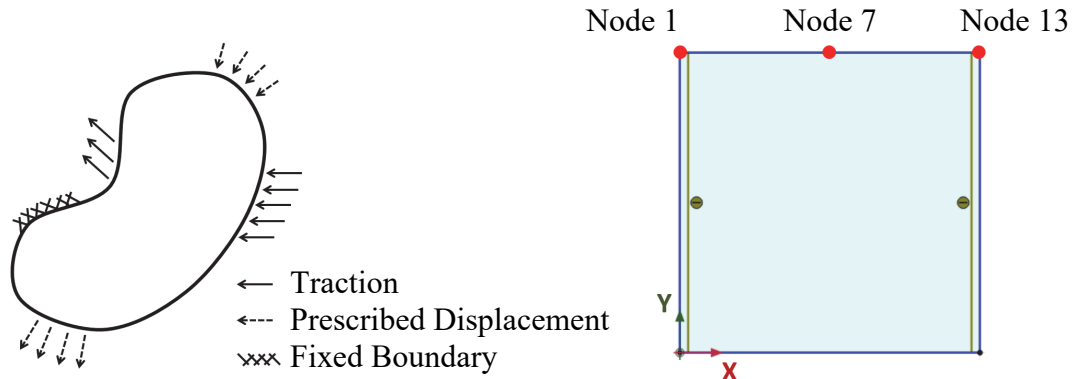 Node 1
Node 7
Node 13
Traction
Prescribed Displacement
Fixed Boundary
Y
X